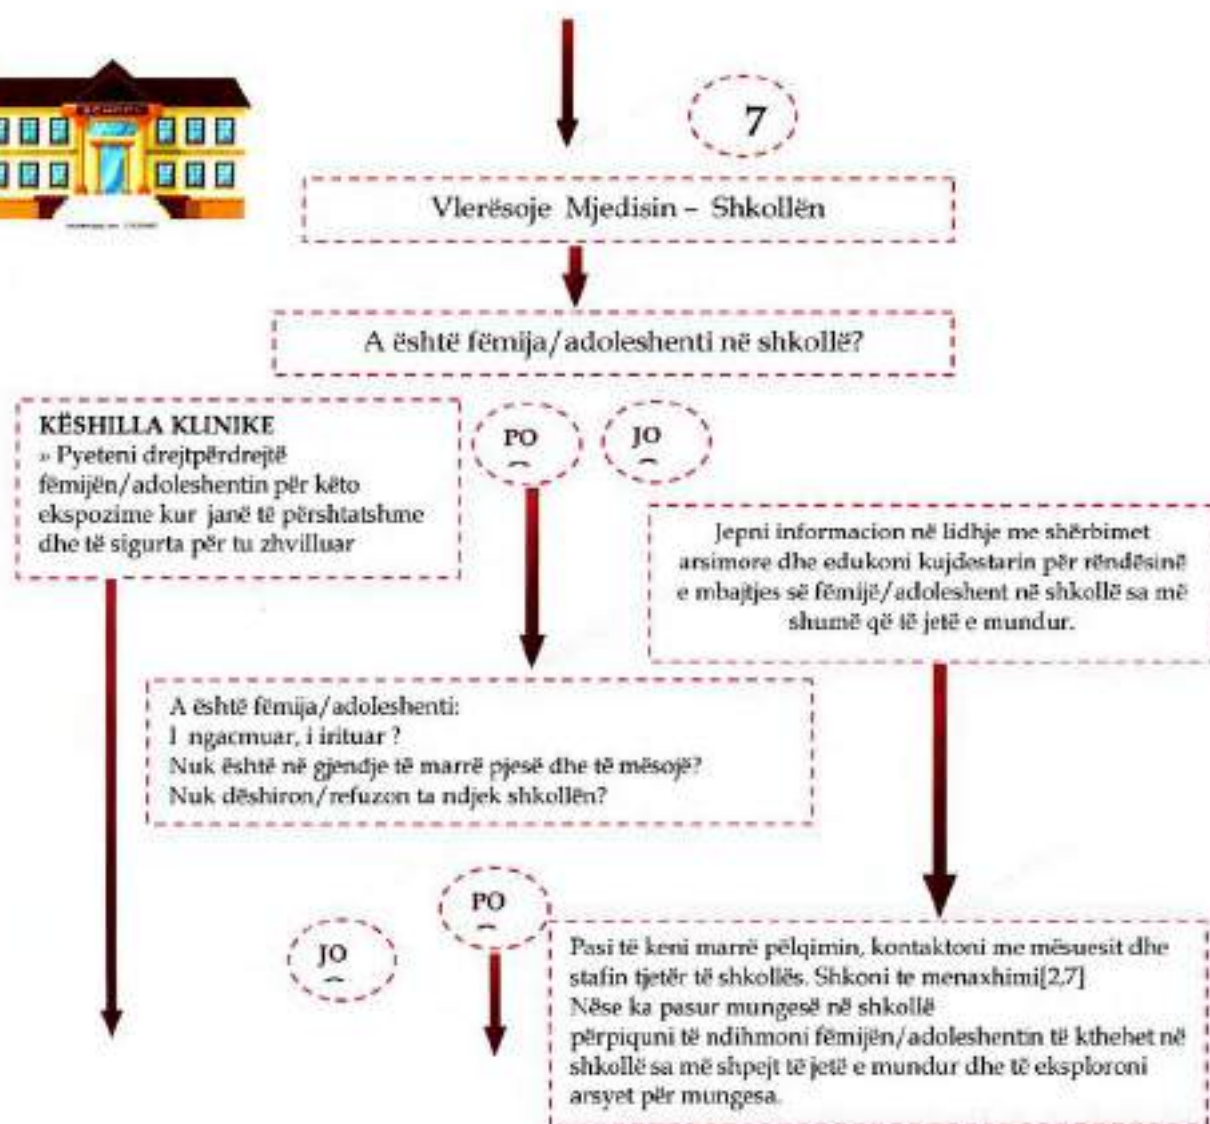 SCHOOL
7
Vlerësoje Mjedisin – Shkollën
A është fëmija/adoleshenti në shkollë?
KËSHILLA KLINIKE
» Pyeteni drejtpërdrejtë
fëmijën/adoleshentin për këto
ekspozime kur janë të përshtatshme
dhe të sigurta për tu zhvilluar
PO
JO
Jepni informacion në lidhje me shërbimet
arsimore dhe edukoni kujdestarin për rëndësinë
e mbajtjes së fëmijë/adoleshent në shkollë sa më
shumë që të jetë e mundur.
A është fëmija/adoleshenti:
I ngacmuar, i irituar ?
Nuk është në gjendje të marrë pjesë dhe të mësojë?
Nuk dëshiron/refuzon ta ndjek shkollën?
PO
JO
Pasi të keni marrë pëlqimin, kontaktoni me mësuesit dhe
stafin tjetër të shkollës. Shkoni te menaxhimi[2,7]
Nëse ka pasur mungesë në shkollë
përpiquni të ndihmoni fëmijën/adoleshentin të kthehet në
shkollë sa më shpejt të jetë e mundur dhe të eksploroni
arsyet për mungesa.